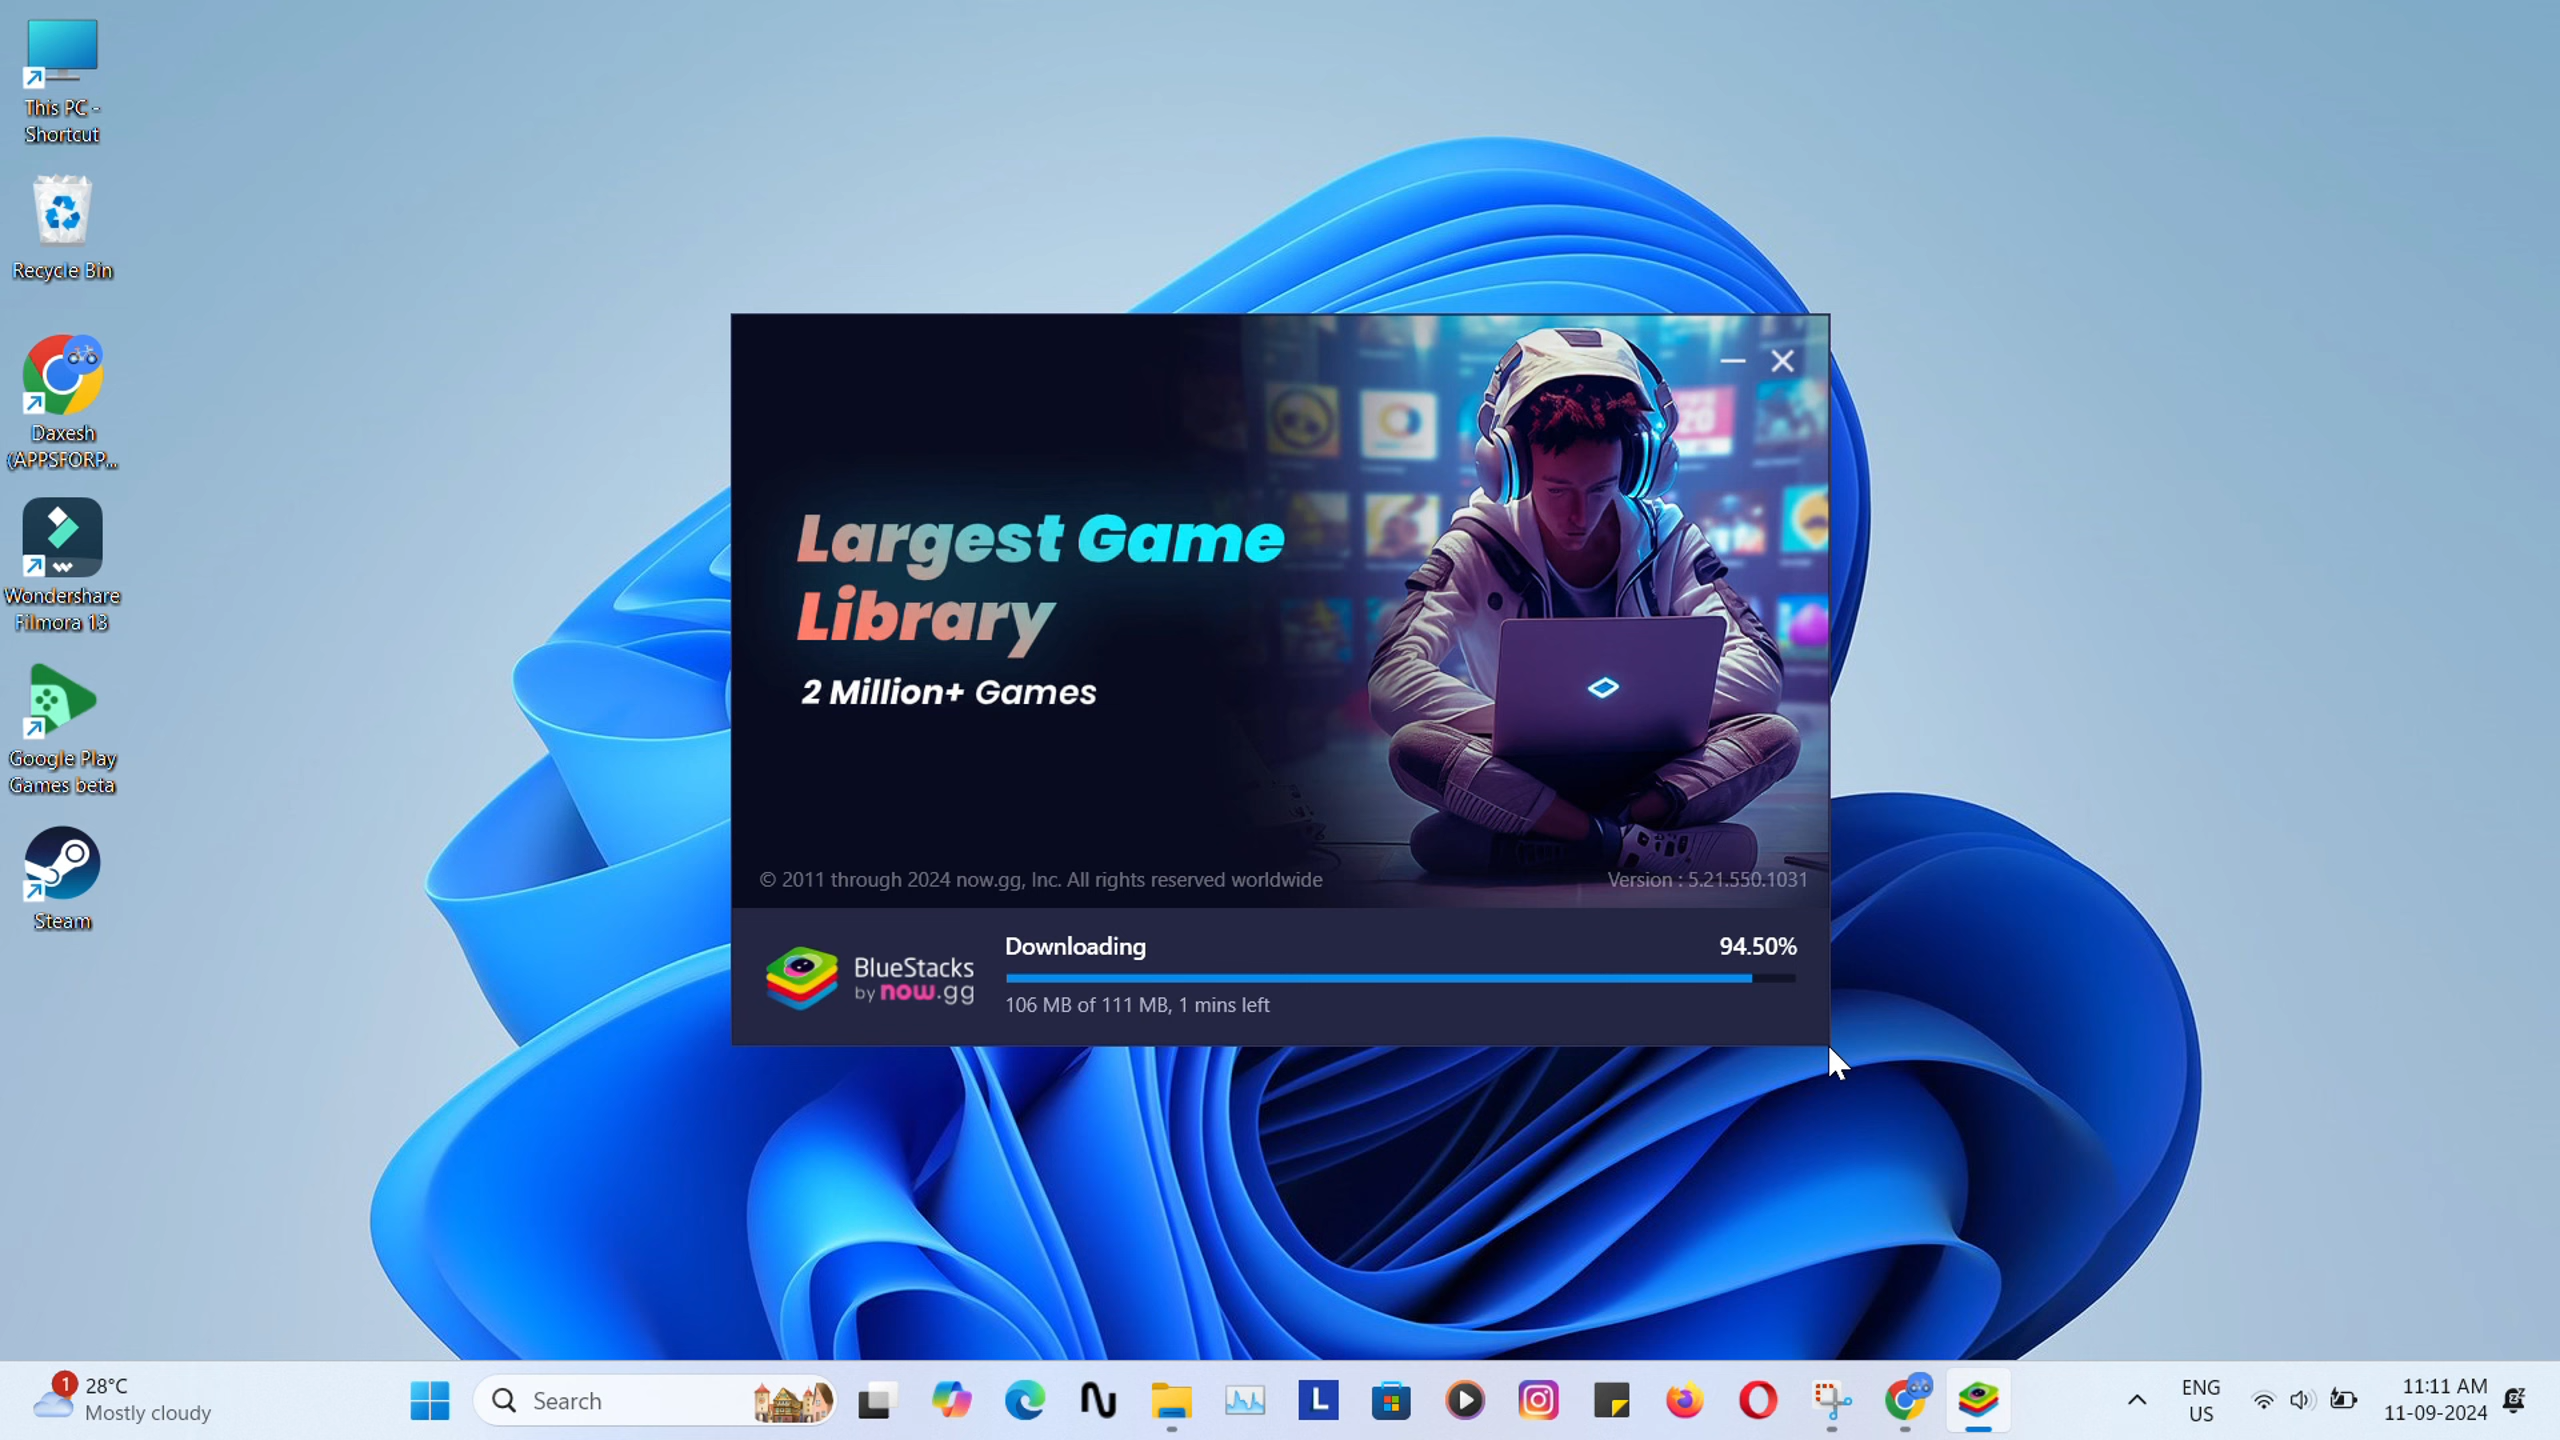 This PC -
Shortcut
Recycle Bin
Daxesh
(APPSFORP...
Wondershare
Filmora 13
Google Play
Games beta
Steam
Largest Game
Library
2 Million+ Games
© 2011 through 2024 now.gg, Inc. All rights reserved worldwide
Version : 5.21.550.1031
BlueStacks
by now.gg
Downloading
94.50%
106 MB of 111 MB, 1 mins left
1
28°C
Mostly cloudy
Search
L
ENG
US
11:11 AM
11-09-2024